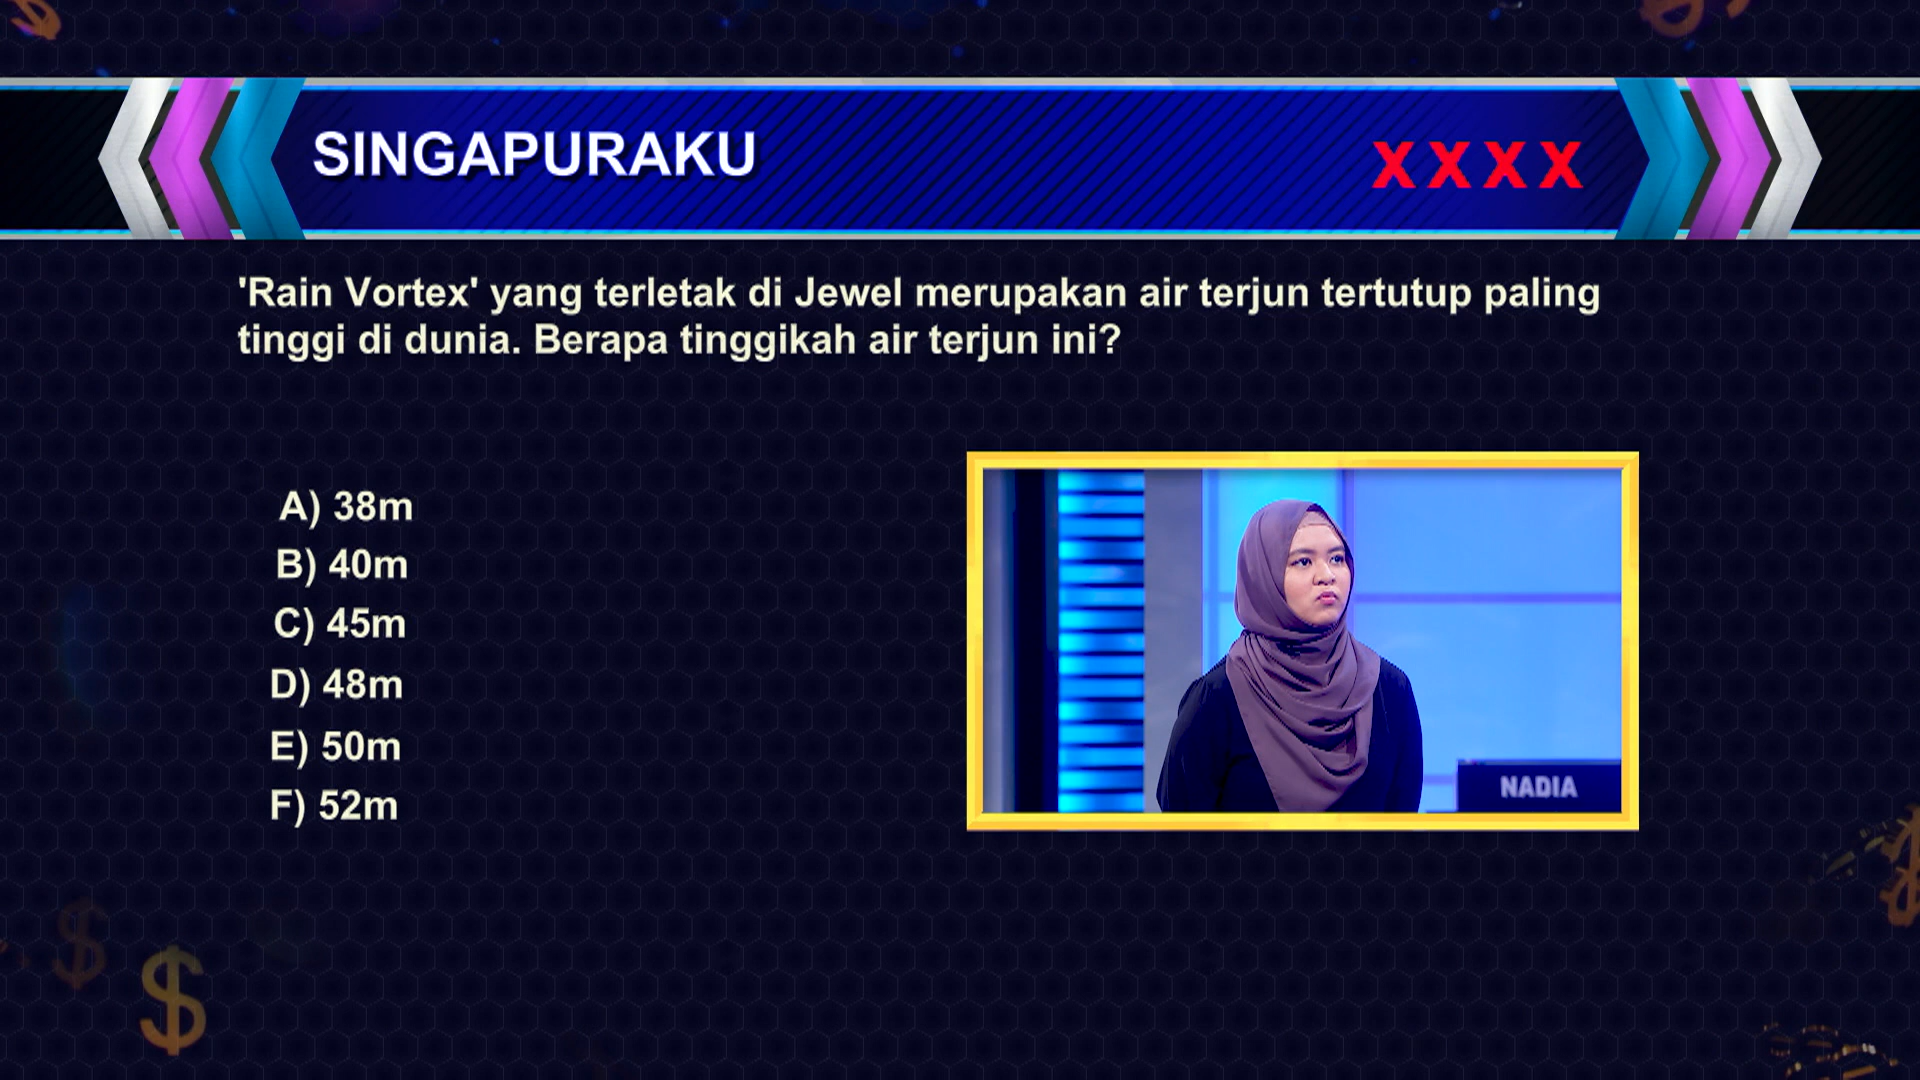 SINGAPURAKU
XXXX
'Rain Vortex' yang terletak di Jewel merupakan air terjun tertutup paling
tinggi di dunia. Berapa tinggikah air terjun ini?
A) 38m
B) 40m
C) 45m
D) 48m
E) 50m
F) 52m
NADIA